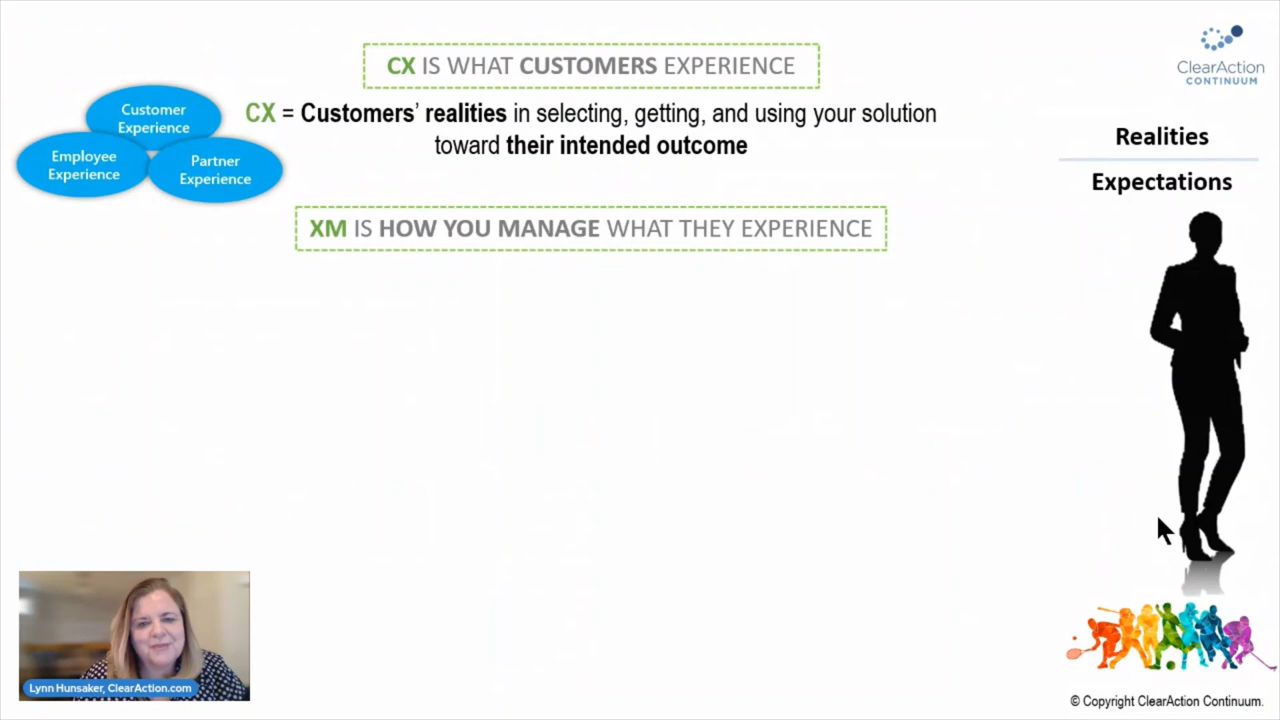 CX IS WHAT CUSTOMERS EXPERIENCE
ClearAction
CONTINUUM
Customer
Experience
Employee
Experience
Partner
Experience
CX = Customers’ realities in selecting, getting, and using your solution
toward their intended outcome
Realities
Expectations
XM IS HOW YOU MANAGE WHAT THEY EXPERIENCE
Lynn Hunsaker, ClearAction.com
© Copyright ClearAction Continuum.